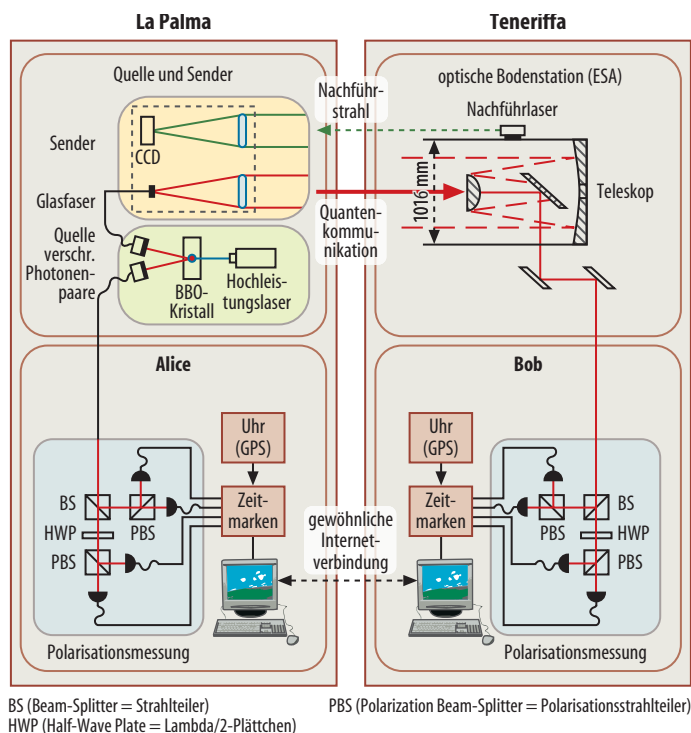 La Palma
Quelle und Sender
Sender
CCD
Glasfaser
Quelle
verschr.
Photonen-
paare
BBO-
Kristall
Hochleis-
tungslaser
Nachführ-
strahl
Quanten-
kommu-
nikation
Teneriffa
optische Bodenstation (ESA)
Nachführlaser
1016 mm
Teleskop
Alice
Uhr
(GPS)
Zeit-
marken
BS
HWP
PBS
PBS
Polarisationsmessung
gewöhnliche
Internet-
verbindung
Bob
Uhr
(GPS)
Zeit-
marken
PBS
BS
HWP
PBS
Polarisationsmessung
BS (Beam-Splitter = Strahlteiler)
HWP (Half-Wave Plate = Lambda/2-Plättchen)
PBS (Polarization Beam-Splitter = Polarisationsstrahlteiler)